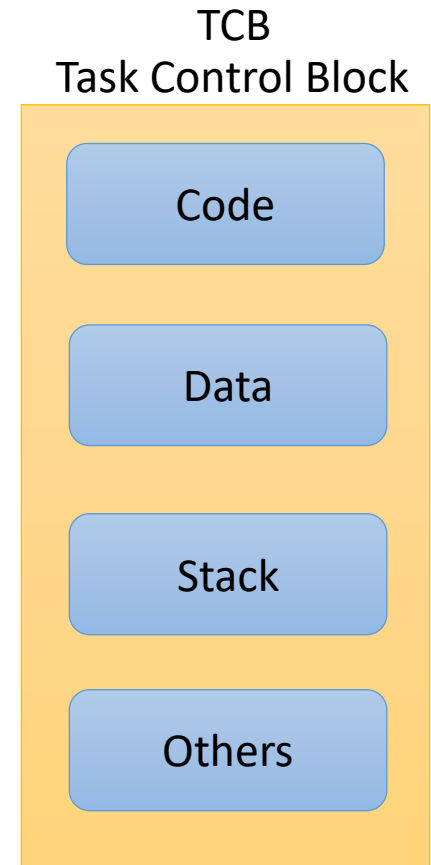 TCB
Task Control Block
Code
Data
Stack
Others